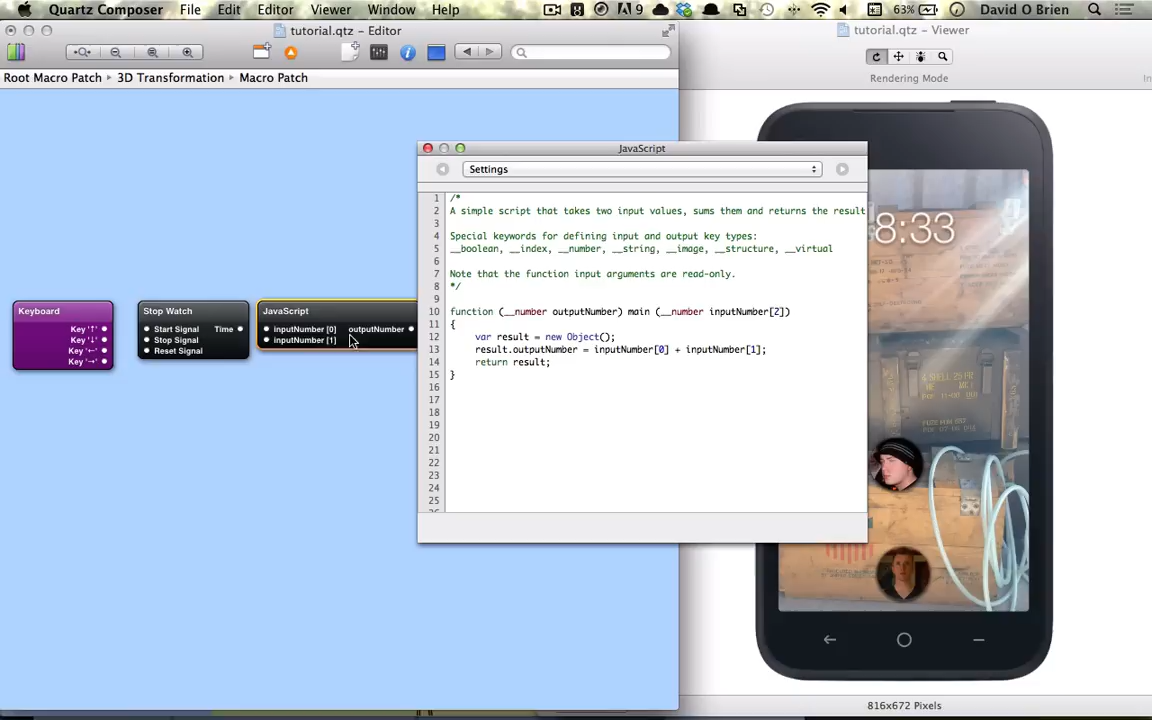 Quartz Composer File Edit Editor Viewer Window Help 9 63% David O Brien
tutorial.qtz – Editor
tutorial.qtz – Viewer
Root Macro Patch 3D Transformation Macro Patch
Rendering Mode
In
JavaScript
Settings
1 /*
2 A simple script that takes two input values, sums them and returns the result
3
4 Special keywords for defining input and output key types:
5 __boolean, __index, __number, __string, __image, __structure, __virtual
6
7 Note that the function input arguments are read-only.
8 */
9
10 function (__number outputNumber) main (__number inputNumber[2])
11 {
12 var result = new Object();
13 result.outputNumber = inputNumber[0] + inputNumber[1];
14 return result;
15 }
16
17
18
19
20
21
22
23
24
25
Keyboard
Key '↑'
Key '↓'
Key '←'
Key '→'
Stop Watch
Start Signal Time
Stop Signal
Reset Signal
JavaScript
inputNumber [0] outputNumber
inputNumber [1]
8:33
816x672 Pixels